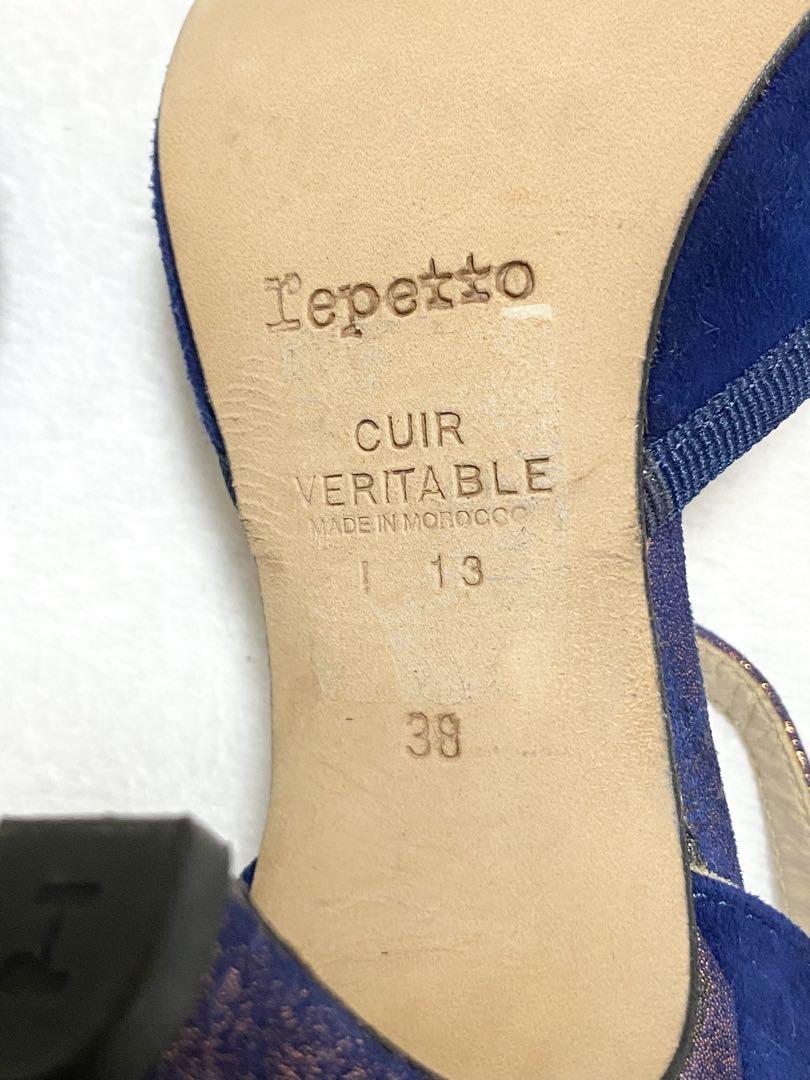 repetto
CUIR
VERITABLE
MADE IN MOROCCO
I 13
38